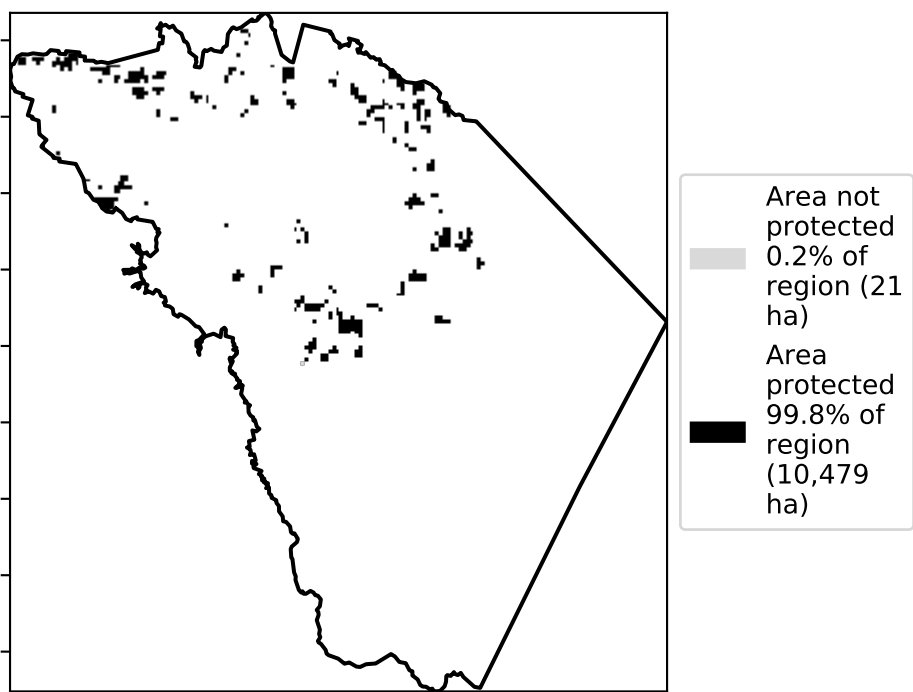 Area not
protected
0.2% of
region (21
ha)
Area
protected
99.8% of
region
(10,479
ha)